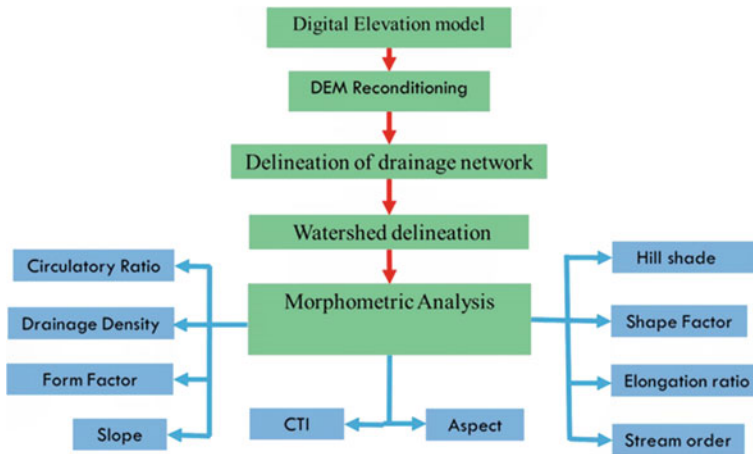 Digital Elevation model
DEM Reconditioning
Delineation of drainage network
Watershed delineation
Morphometric Analysis
Circulatory Ratio
Drainage Density
Form Factor
Slope
CTI
Aspect
Hill shade
Shape Factor
Elongation ratio
Stream order